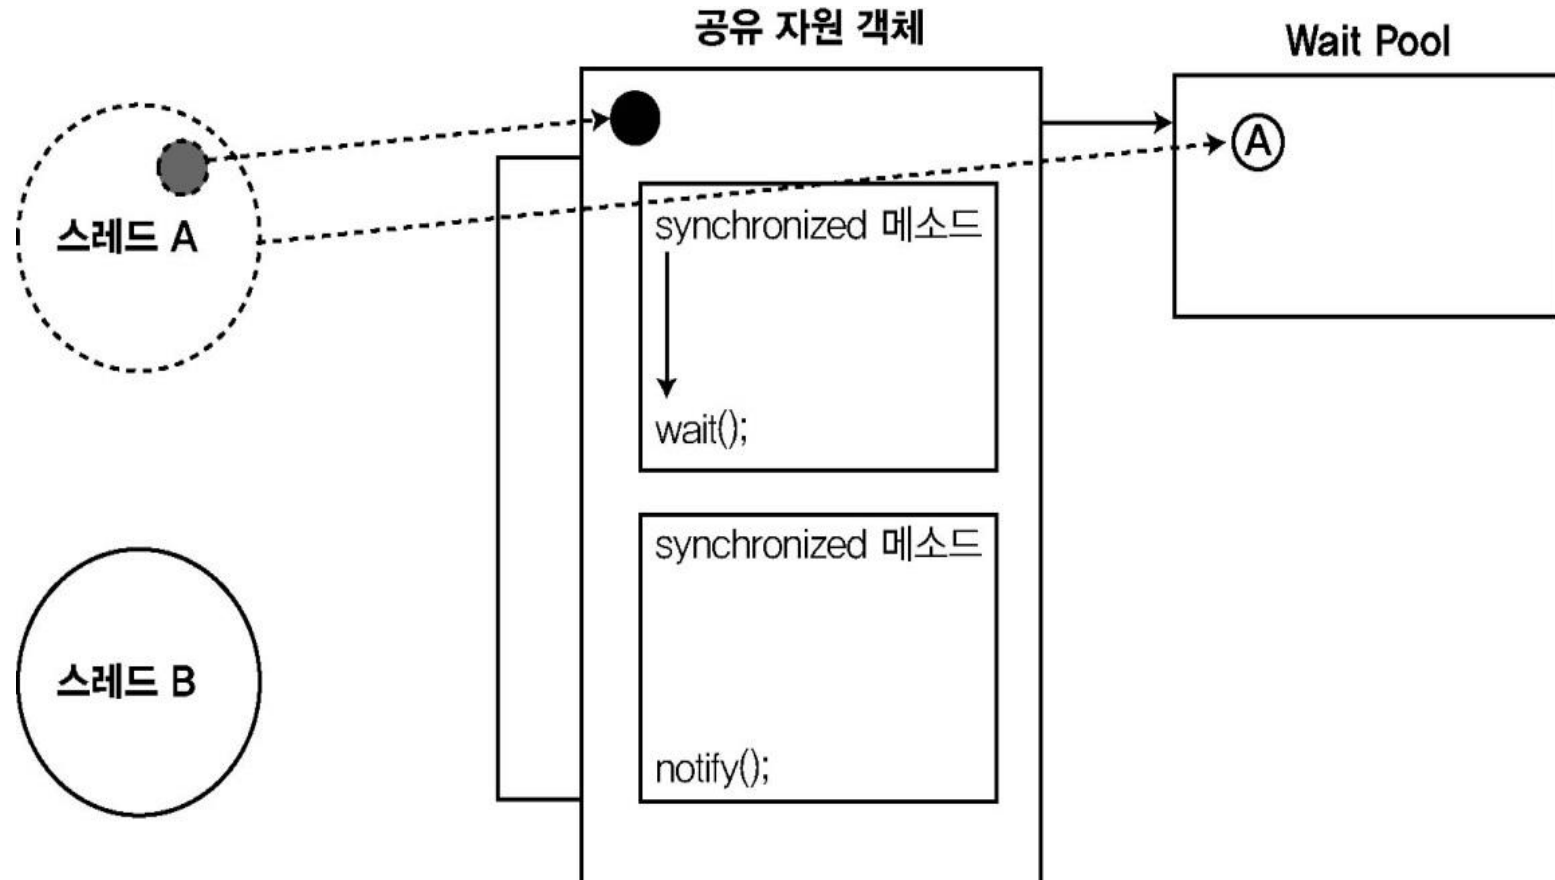 공유 자원 객체
Wait Pool
스레드 A
A
synchronized 메소드
wait();
스레드 B
synchronized 메소드
notify();